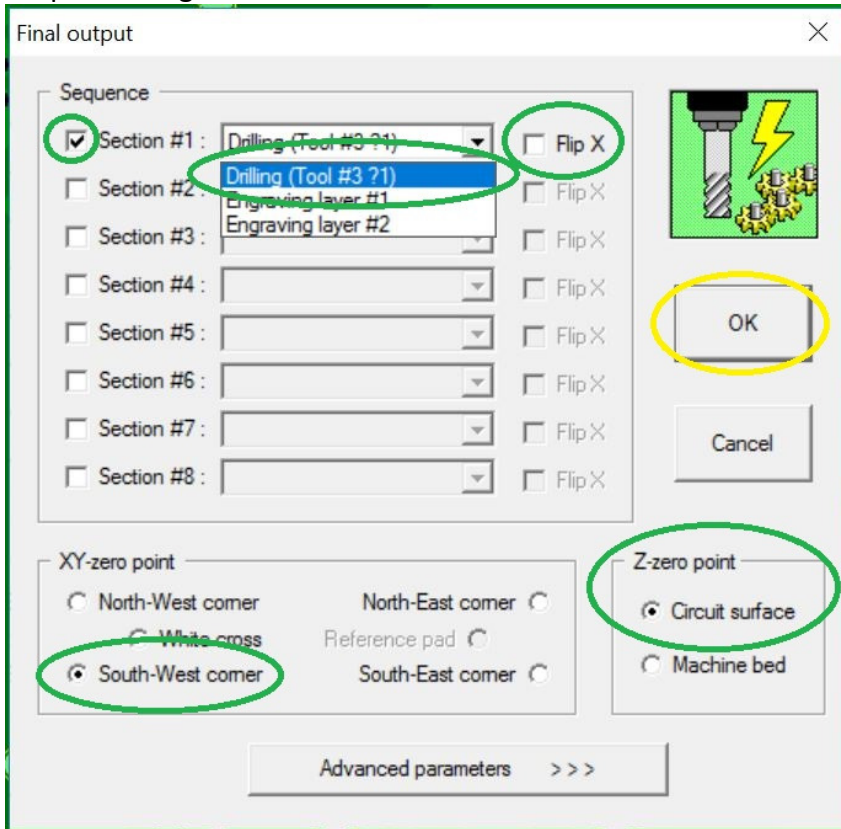 Final output
Sequence
Section #1 : Drilling (Tool #3 ?1) Flip X
Drilling (Tool #3 ?1)
Engraving layer #1
Engraving layer #2
Section #2 : Flip X
Section #3 : Flip X
Section #4 : Flip X
Section #5 : Flip X
Section #6 : Flip X
Section #7 : Flip X
Section #8 : Flip X
OK
Cancel
XY-zero point
North-West corner North-East corner
White cross Reference pad
South-West corner South-East corner
Z-zero point
Circuit surface
Machine bed
Advanced parameters >>>